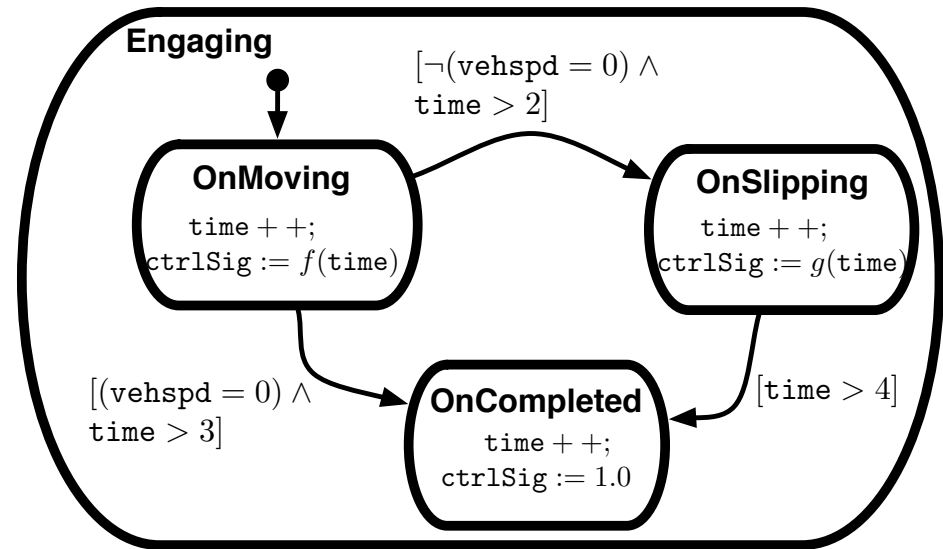 Engaging
[¬(vehspd = 0) ∧
time > 2]
OnMoving
time + +;
ctrlSig := f(time)
OnSlipping
time + +;
ctrlSig := g(time)
[(vehspd = 0) ∧
time > 3]
OnCompleted
time + +;
ctrlSig := 1.0
[time > 4]